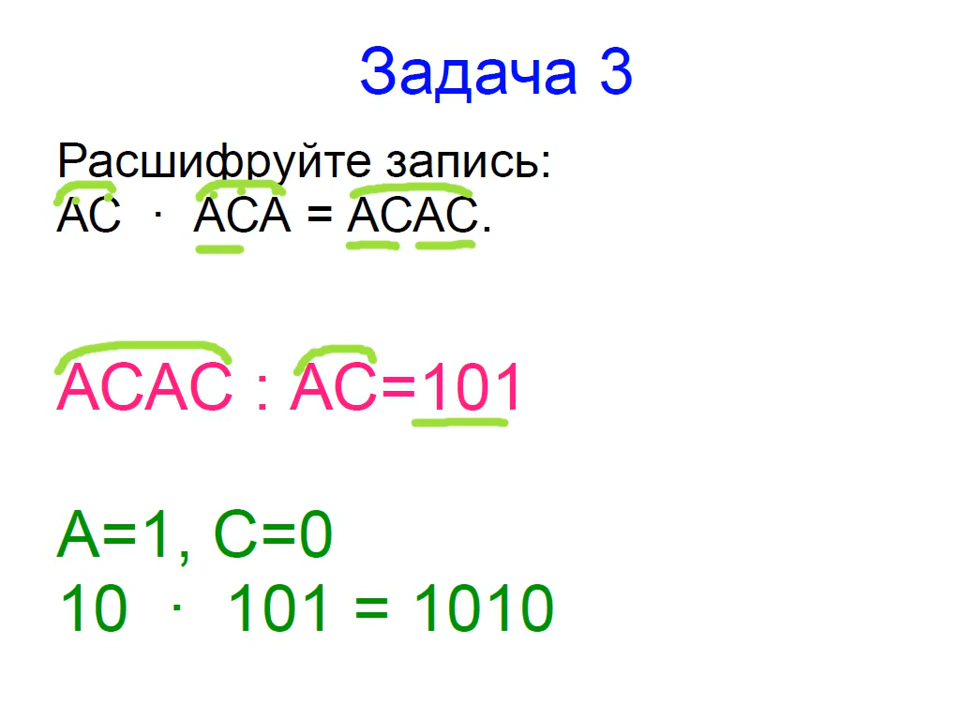 Задача 3
Расшифруйте запись:
АС · АСА = АСАС.
АСАС : АС=101
А=1, С=0
10 · 101 = 1010